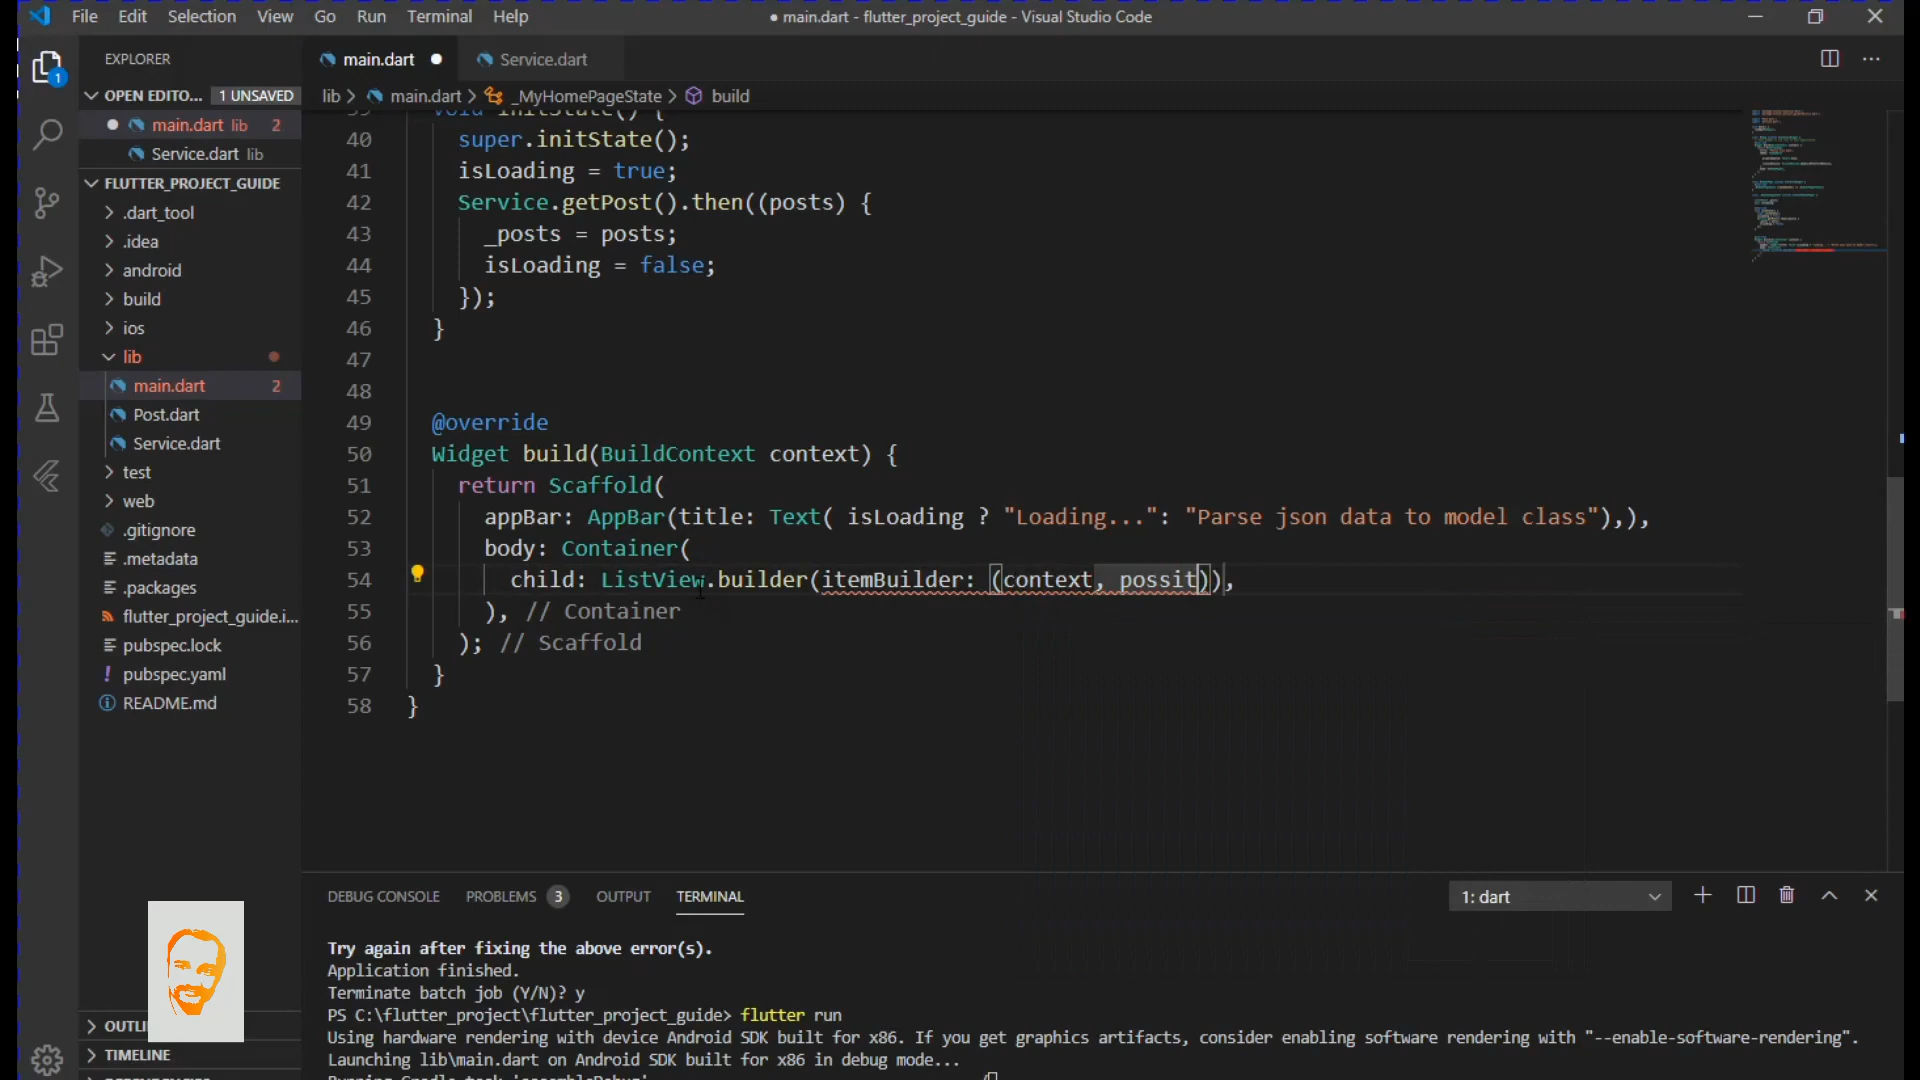 File Edit Selection View Go Run Terminal Help
● main.dart - flutter_project_guide - Visual Studio Code
EXPLORER
main.dart ●
Service.dart
OPEN EDITO... 1 UNSAVED
lib > main.dart > _MyHomePageState > build
● main.dart lib 2
Service.dart lib
FLUTTER_PROJECT_GUIDE
.dart_tool
.idea
android
build
ios
lib
main.dart 2
Post.dart
Service.dart
test
web
.gitignore
.metadata
.packages
flutter_project_guide.i...
pubspec.lock
pubspec.yaml
README.md
TIMELINE
1
39 void initState() {
40 super.initState();
41 isLoading = true;
42 Service.getPost().then((posts) {
43 _posts = posts;
44 isLoading = false;
45 });
46 }
47
48
49 @override
50 Widget build(BuildContext context) {
51 return Scaffold(
52 appBar: AppBar(title: Text( isLoading ? "Loading...": "Parse json data to model class"),),
53 body: Container(
54 child: ListView.builder(itemBuilder: (context, possit)),
55 ), // Container
56 ); // Scaffold
57 }
58 }
DEBUG CONSOLE PROBLEMS 3 OUTPUT TERMINAL
1: dart
Try again after fixing the above error(s).
Application finished.
Terminate batch job (Y/N)? y
PS C:\flutter_project\flutter_project_guide> flutter run
Using hardware rendering with device Android SDK built for x86. If you get graphics artifacts, consider enabling software rendering with "--enable-software-rendering".
Launching lib\main.dart on Android SDK built for x86 in debug mode...